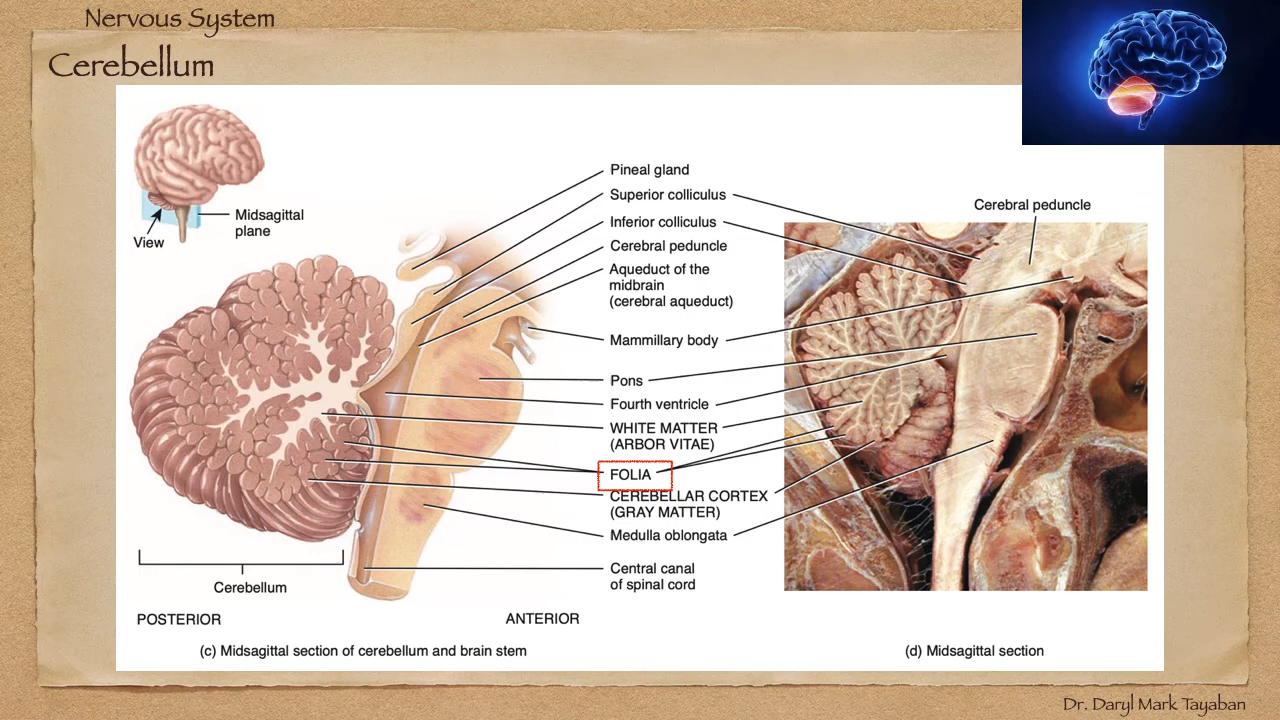 Nervous System
Cerebellum
Midsagittal
plane
View
Pineal gland
Superior colliculus
Inferior colliculus
Cerebral peduncle
Aqueduct of the
midbrain
(cerebral aqueduct)
Mammillary body
Pons
Fourth ventricle
WHITE MATTER
(ARBOR VITAE)
FOLIA
CEREBELLAR CORTEX
(GRAY MATTER)
Medulla oblongata
Central canal
of spinal cord
Cerebral peduncle
Cerebellum
POSTERIOR
ANTERIOR
(c) Midsagittal section of cerebellum and brain stem
(d) Midsagittal section
Dr. Daryl Mark Tayaban